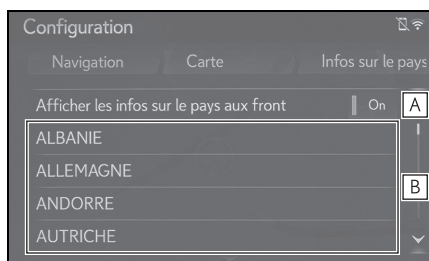 Configuration
Navigation Carte Infos sur le pays
Afficher les infos sur le pays aux front On A
ALBANIE
ALLEMAGNE
B
ANDORRE
AUTRICHE